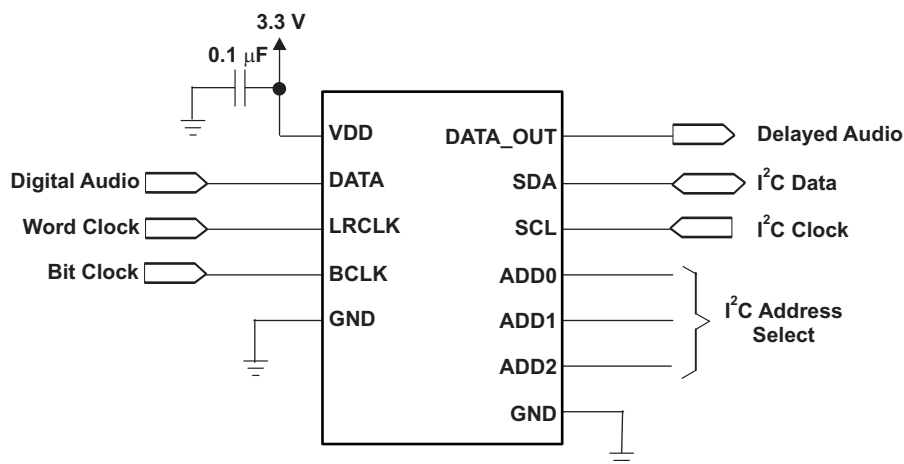 3.3 V
0.1 μF
VDD
DATA_OUT
Delayed Audio
Digital Audio
DATA
SDA
I²C Data
Word Clock
LRCLK
SCL
I²C Clock
Bit Clock
BCLK
ADD0
GND
ADD1
I²C Address
Select
ADD2
GND